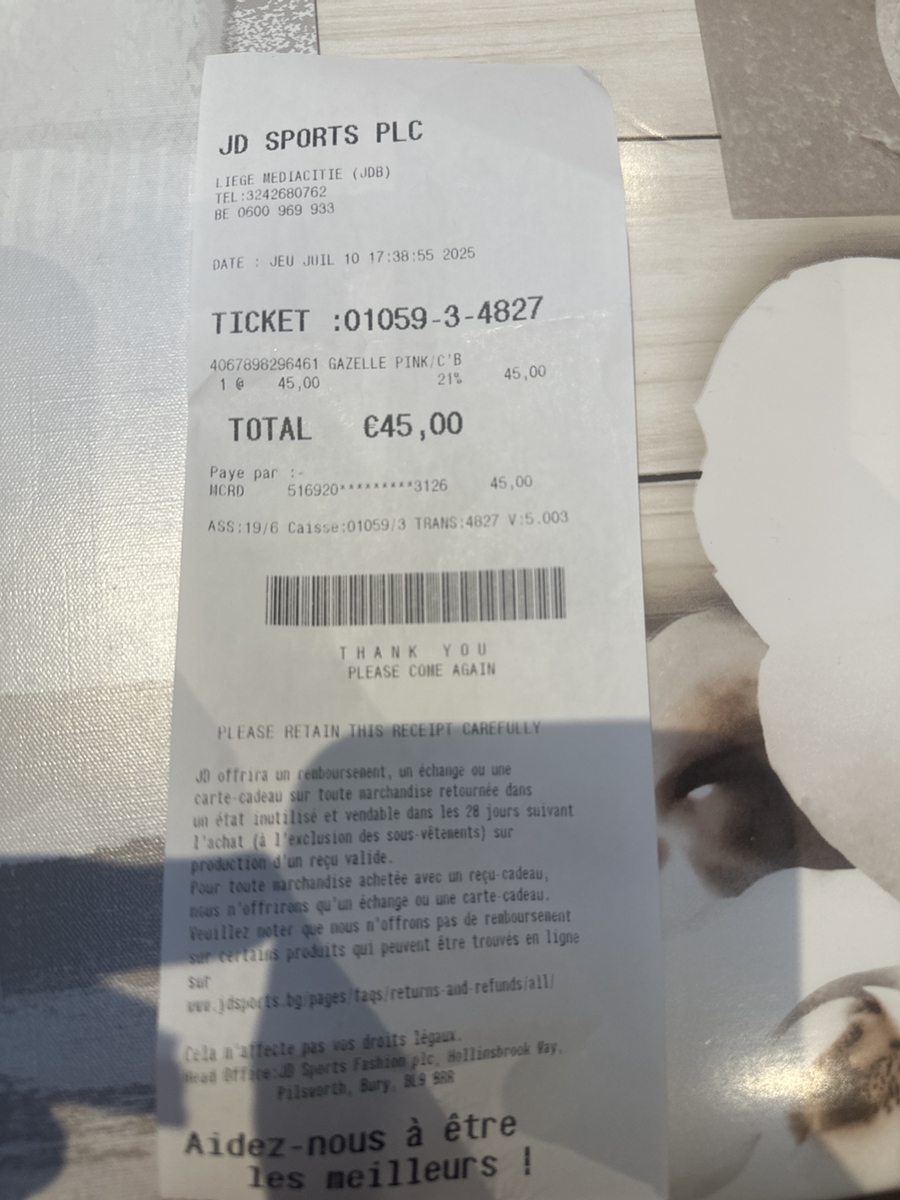 JD SPORTS PLC
LIEGE MEDIACITIE (JDB)
TEL:3242680762
BE 0600 969 933
DATE : JEU JUIL 10 17:38:55 2025
TICKET :01059-3-4827
4067898296461 GAZELLE PINK/C'B
1 @ 45,00 21% 45,00
TOTAL €45,00
Paye par :-
MCRD 516920*********3126 45,00
ASS:19/6 Caisse:01059/3 TRANS:4827 V:5.003
THANK YOU
PLEASE COME AGAIN
PLEASE RETAIN THIS RECEIPT CAREFULLY
JD offrira un remboursement, un échange ou une
carte-cadeau sur toute marchandise retournée dans
un état inutilisé et vendable dans les 28 jours suivant
l'achat (à l'exclusion des sous-vêtements) sur
production d'un reçu valide.
Pour toute marchandise achetée avec un reçu-cadeau,
nous n'offrirons qu'un échange ou une carte-cadeau.
Veuillez noter que nous n'offrons pas de remboursement
sur certains produits qui peuvent être trouvés en ligne
sur
www.jdsports.bg/pages/faqs/returns-and-refunds/all/
Cela n'affecte pas vos droits légaux.
Head Office:JD Sports Fashion plc, Hollinsbrook Way,
Pilsworth, Bury, BL9 8RR
Aidez-nous à être
les meilleurs !